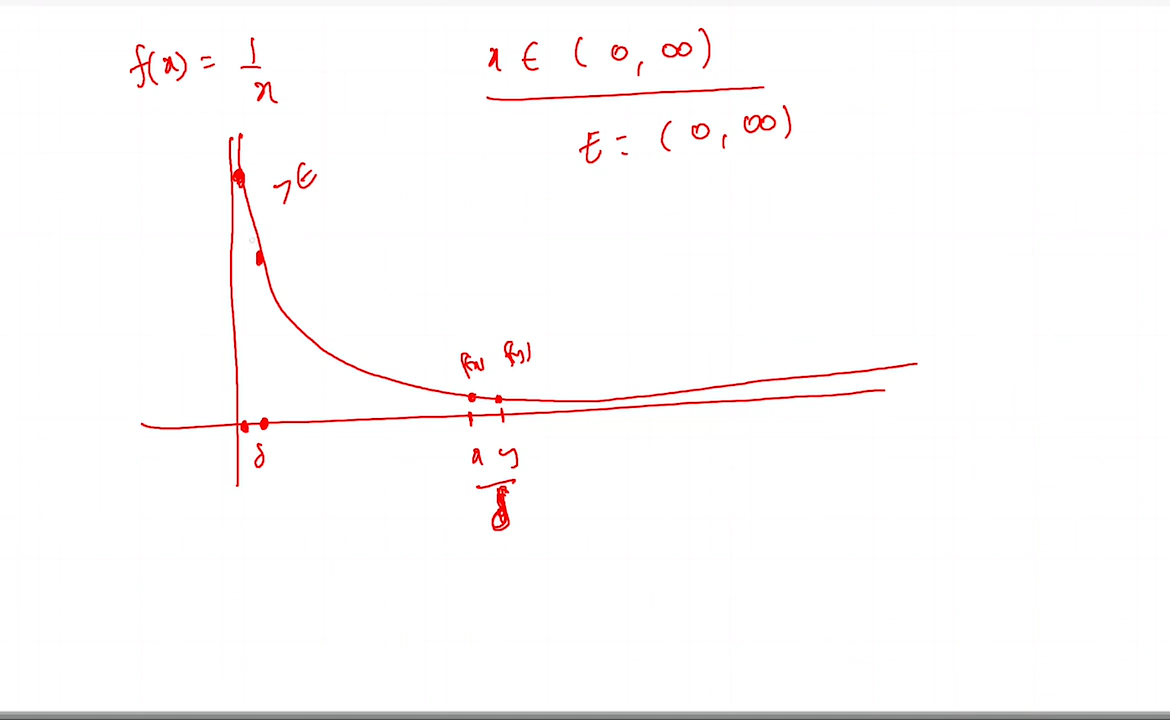 f(x) = 1/x
x ∈ (0, ∞)
E = (0, ∞)
> ϵ
f(x) f(y)
x y
δ
δ